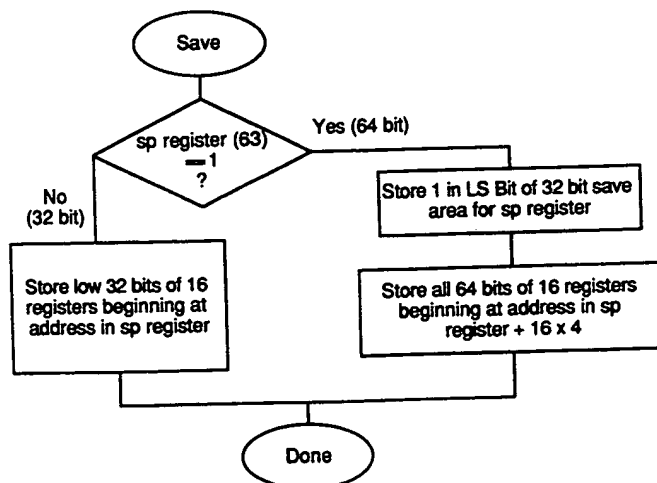 Save
sp register (63)
= 1
?
Yes (64 bit)
No
(32 bit)
Store 1 in LS Bit of 32 bit save
area for sp register
Store low 32 bits of 16
registers beginning at
address in sp register
Store all 64 bits of 16 registers
beginning at address in sp
register + 16 x 4
Done